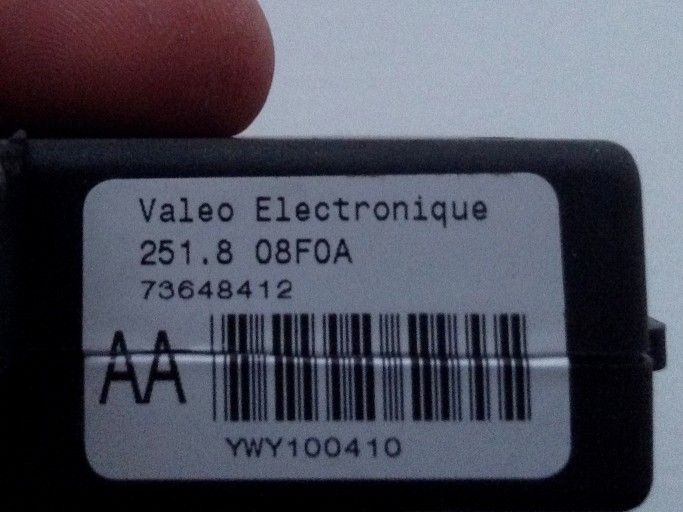 Valeo Electronique
251.8 08F0A
73648412
AA
YWY100410